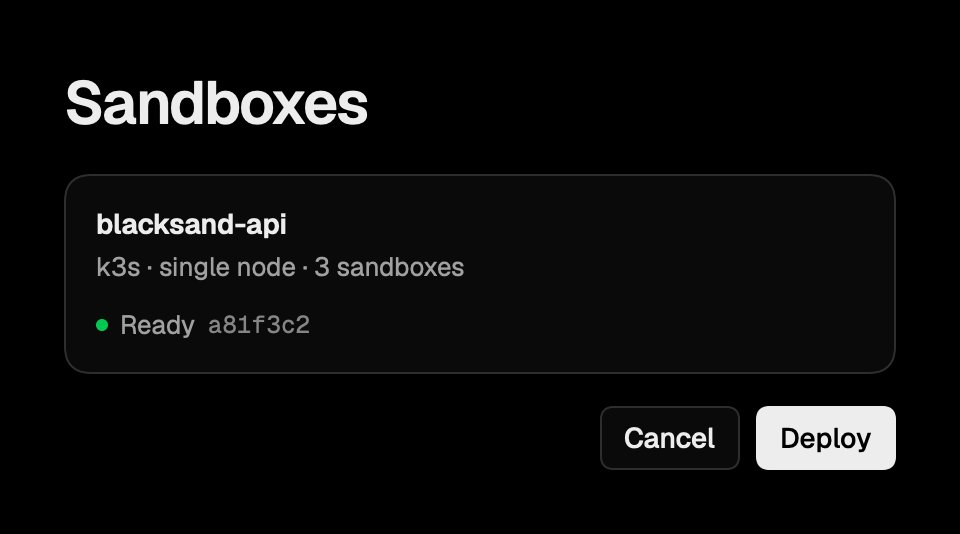 Sandboxes
blacksand-api
k3s · single node · 3 sandboxes
Ready a81f3c2
Cancel
Deploy